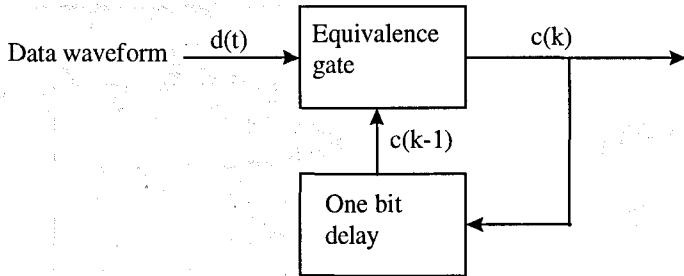 Data waveform
d(t)
Equivalence
gate
c(k)
c(k-1)
One bit
delay